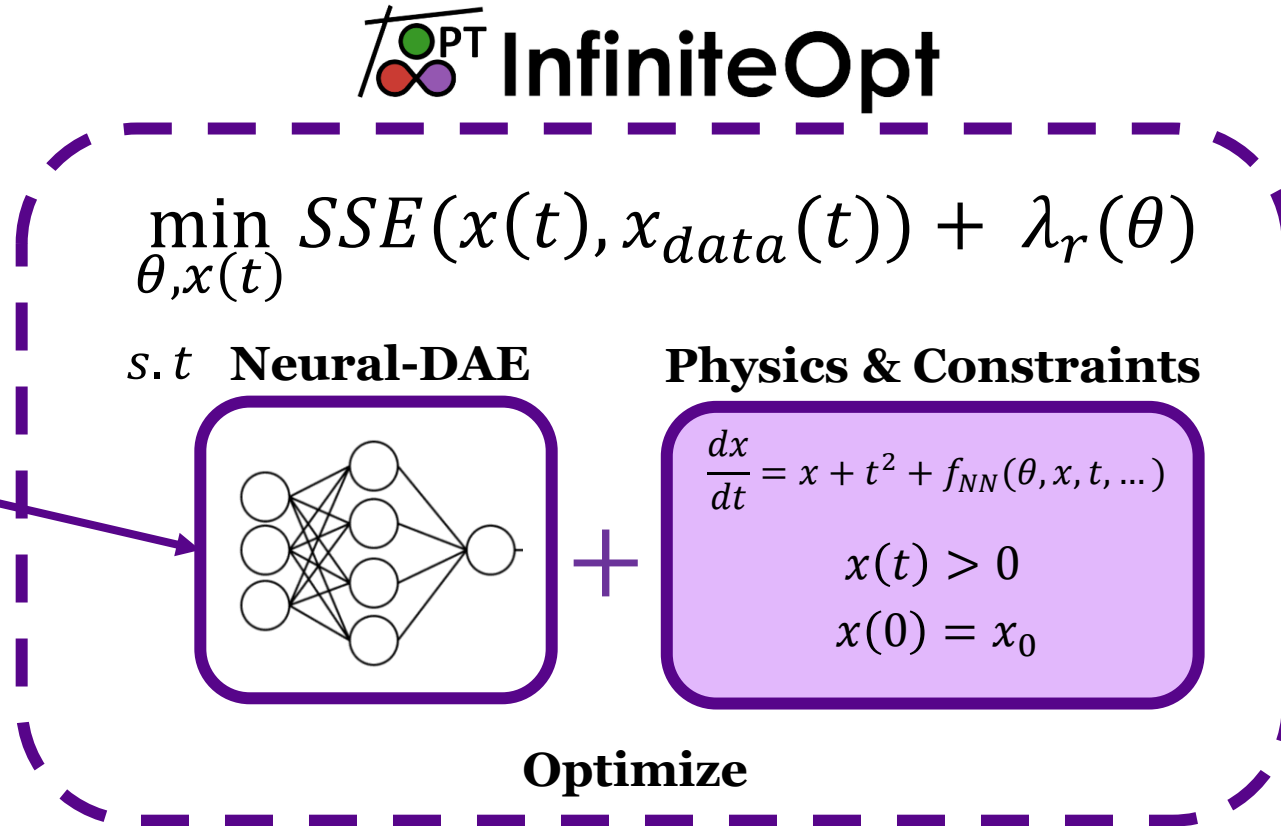 OPT InfiniteOpt
min SSE(x(t), x_data(t)) + λ_r(θ)
θ,x(t)
s.t Neural-DAE Physics & Constraints
dx/dt = x + t² + f_NN(θ, x, t, …)
+
x(t) > 0
x(0) = x₀
Optimize